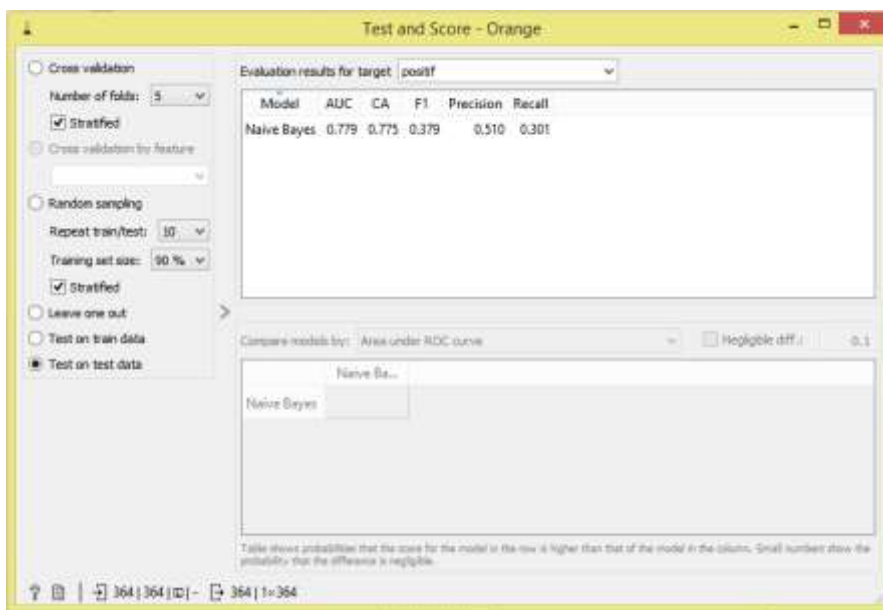 Test and Score - Orange
Cross validation
Number of folds: 5
Stratified
Cross validation by feature
Random sampling
Repeat train/test: 10
Training set size: 90 %
Stratified
Leave one out
Test on train data
Test on test data
Evaluation results for target positif
Model AUC CA F1 Precision Recall
Naive Bayes 0.779 0.775 0.379 0.510 0.301
Compare models by: Area under ROC curve
Negligible diff.: 0.1
Naive Ba...
Naive Bayes
Table shows probabilities that the score for the model in the row is higher than that of the model in the column. Small numbers show the
probability that the difference is negligible.
? 364 | 364 | - 364 | 1×364